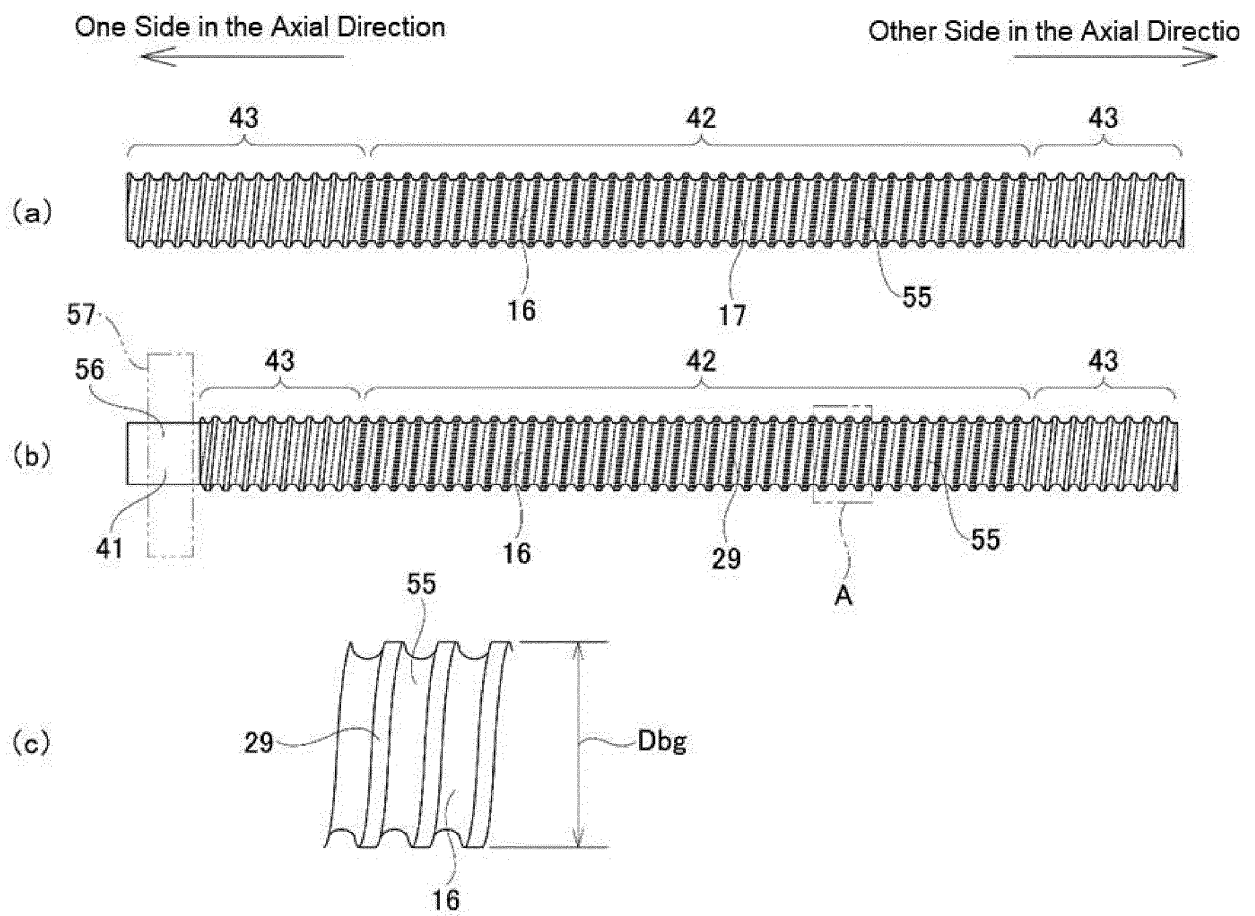 One Side in the Axial Direction
Other Side in the Axial Directio
43 42 43
(a)
16 17 55
57
56
43 42 43
(b)
41 16 29 55
A
55
(c)
29
Dbg
16